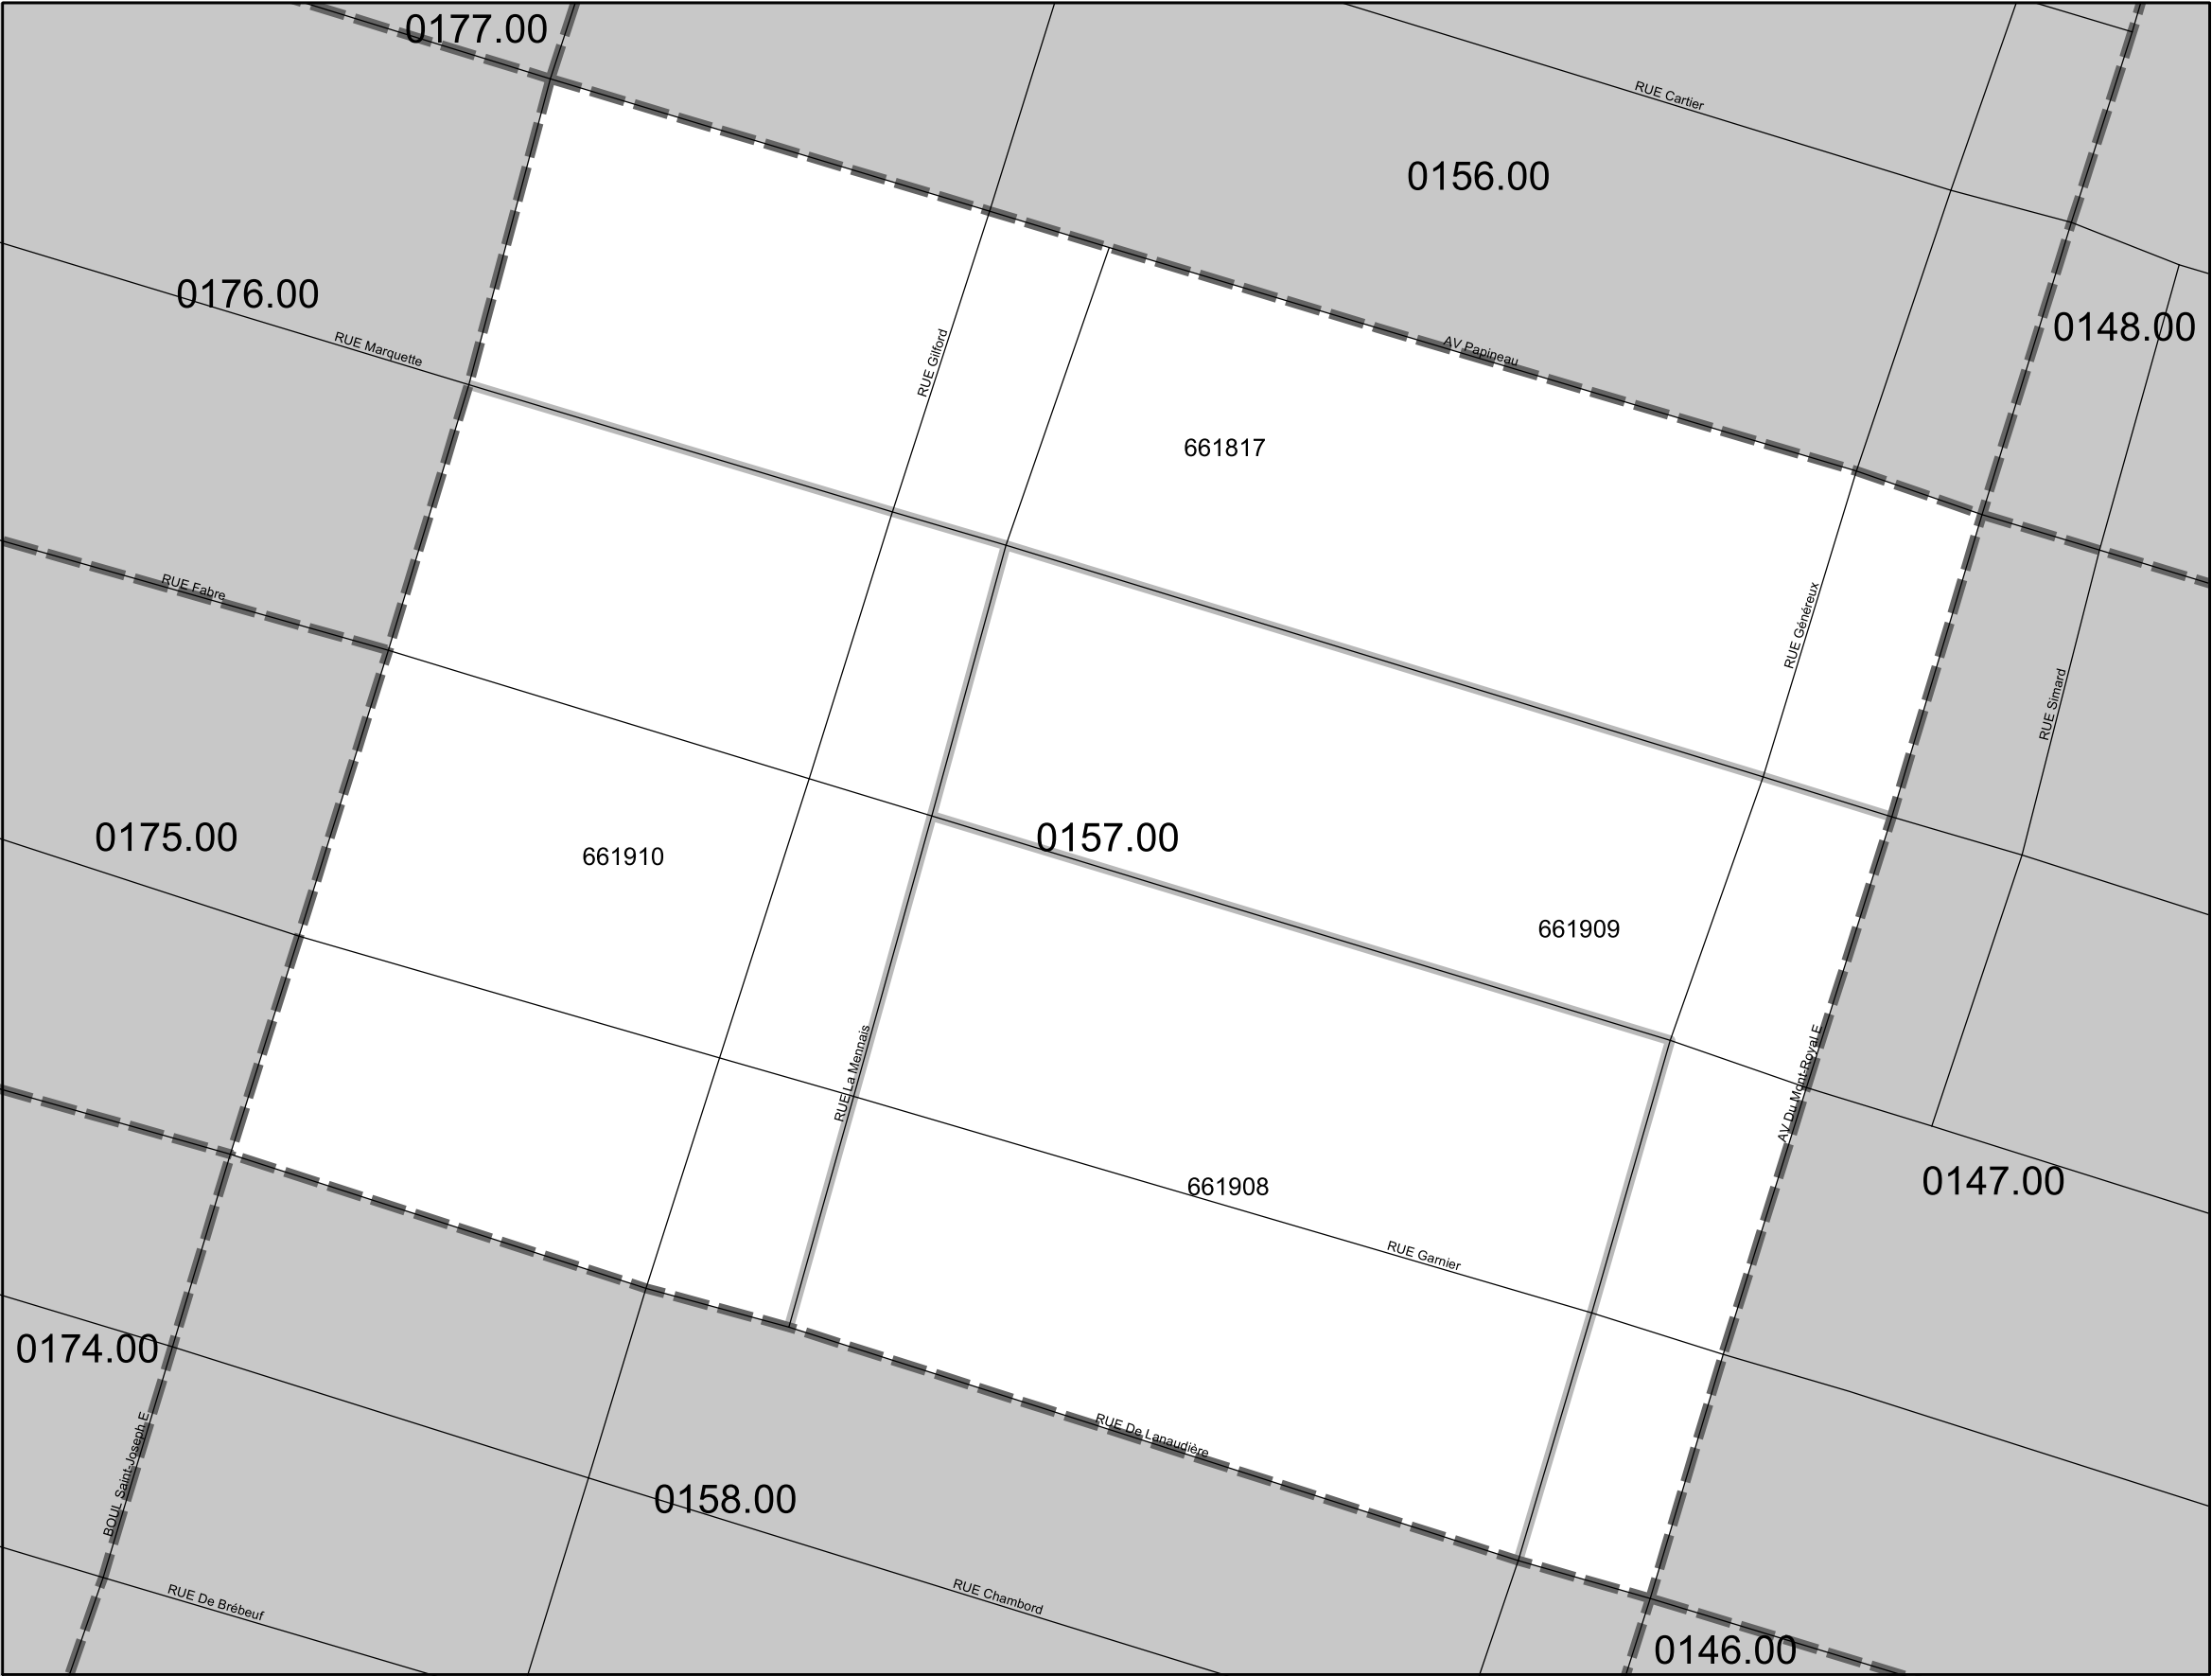 0177.00
RUE Cartier
0156.00
0176.00
0148.00
RUE Marquette
RUE Gilford
AV Papineau
661817
RUE Fabre
RUE Généreux
RUE Simard
0175.00
0157.00
661910
661909
RUE La Mennais
AV Du Mont-Royal E
0147.00
661908
RUE Garnier
0174.00
RUE De Lanaudière
BOUL Saint-Joseph E
0158.00
RUE De Brébeuf
RUE Chambord
0146.00